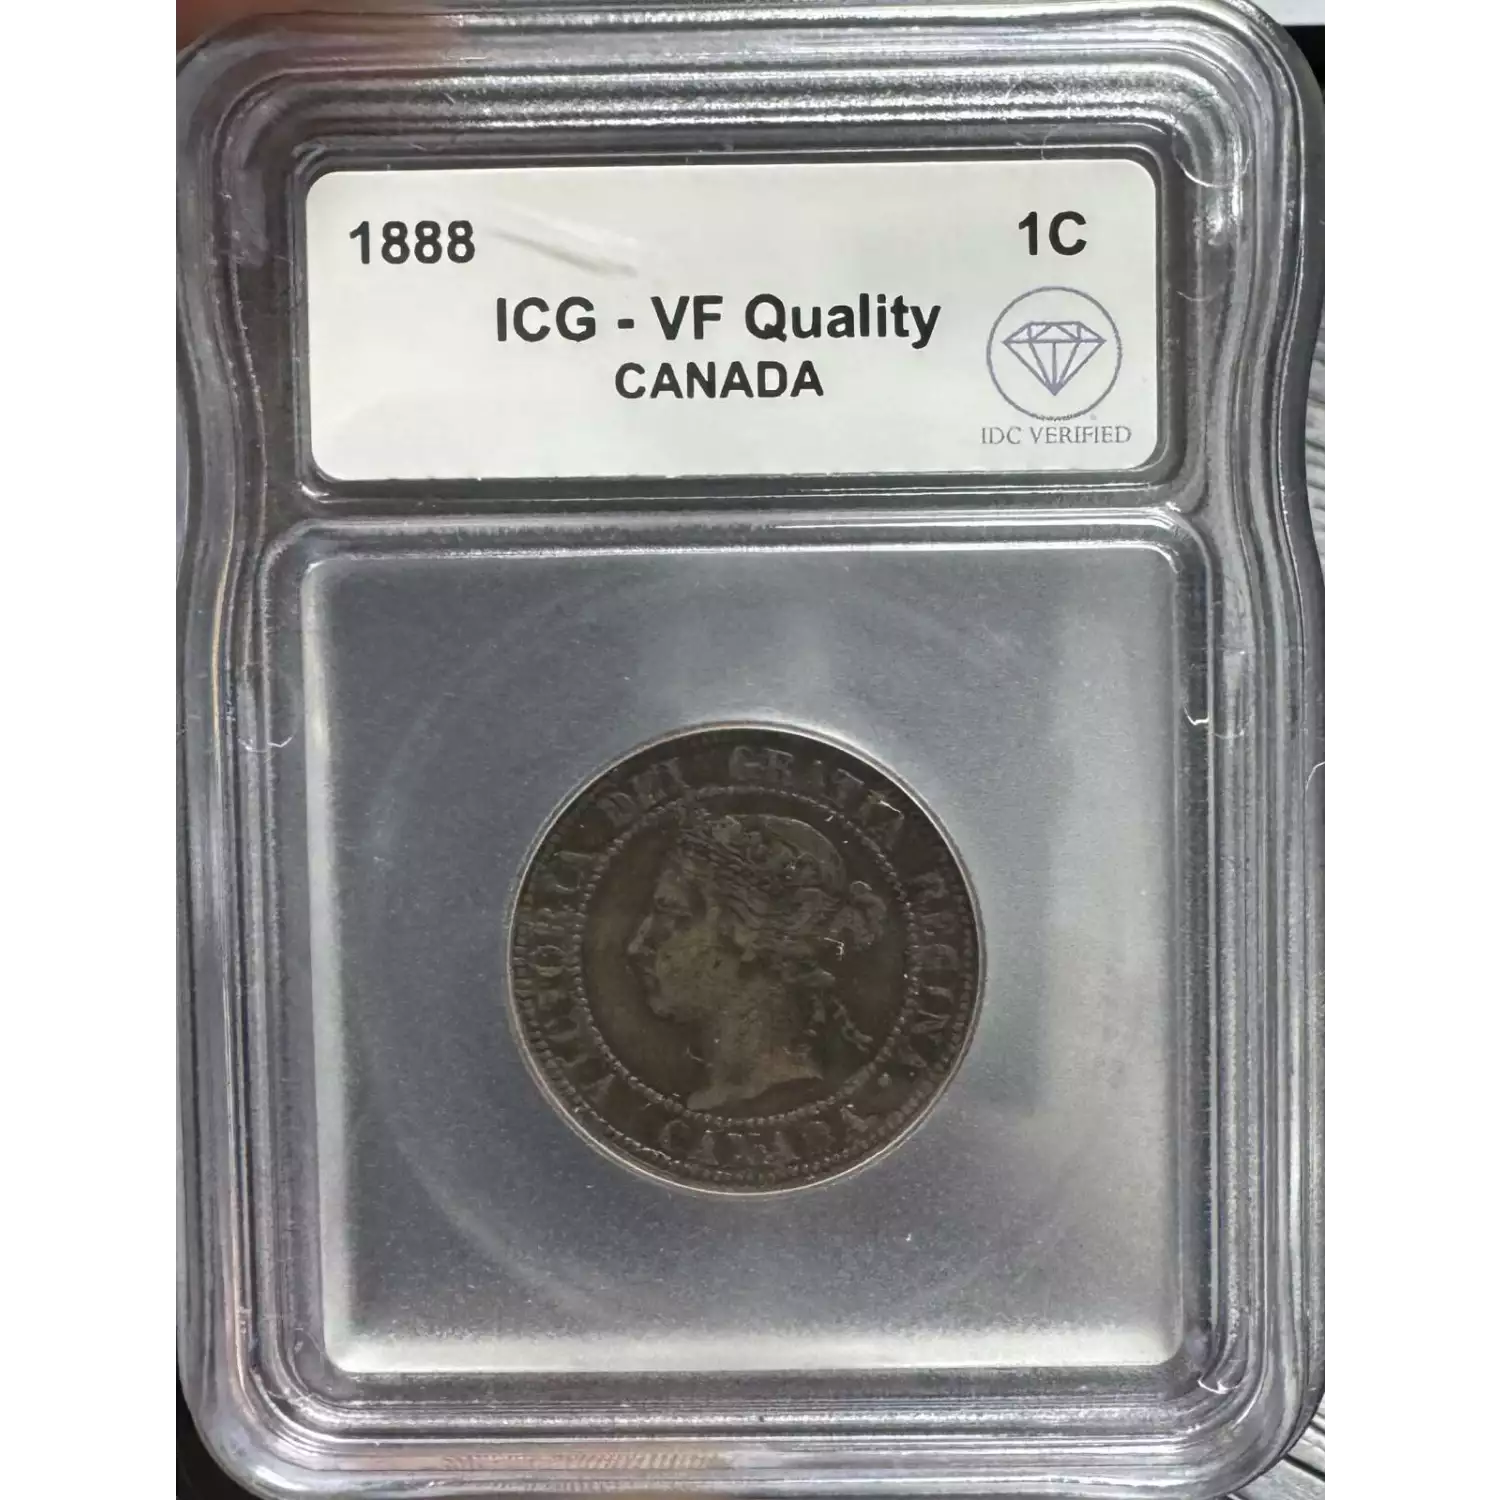 1888
1C
ICG - VF Quality
CANADA
IDC VERIFIED
VICTORIA DEI GRATIA REGINA.
CANADA